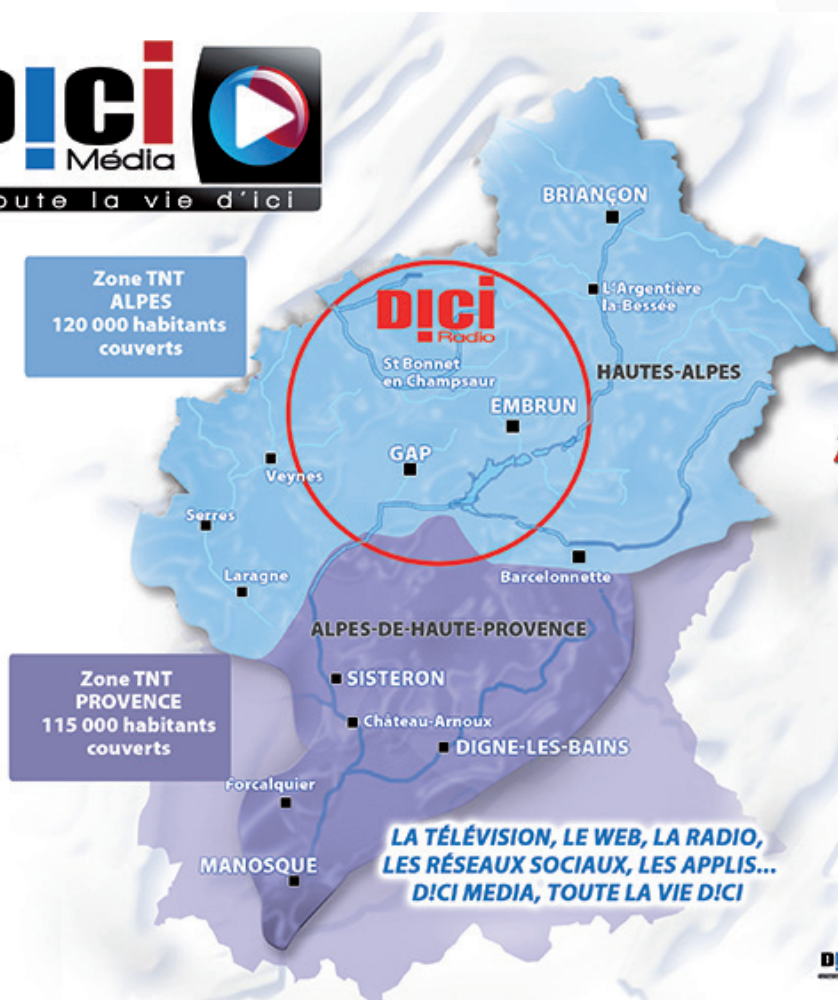 D!CI
Média
oute la vie d'ici
BRIANÇON
Zone TNT
ALPES
120 000 habitants
couverts
L'Argentière
la-Bessée
D!CI
Radio
St Bonnet
en Champsaur
HAUTES-ALPES
EMBRUN
GAP
Veynes
Serres
Laragne
Barcelonnette
ALPES-DE-HAUTE-PROVENCE
Zone TNT
PROVENCE
115 000 habitants
couverts
SISTERON
Château-Arnoux
DIGNE-LES-BAINS
Forcalquier
MANOSQUE
LA TÉLÉVISION, LE WEB, LA RADIO,
LES RÉSEAUX SOCIAUX, LES APPLIS...
D!CI MEDIA, TOUTE LA VIE D!CI